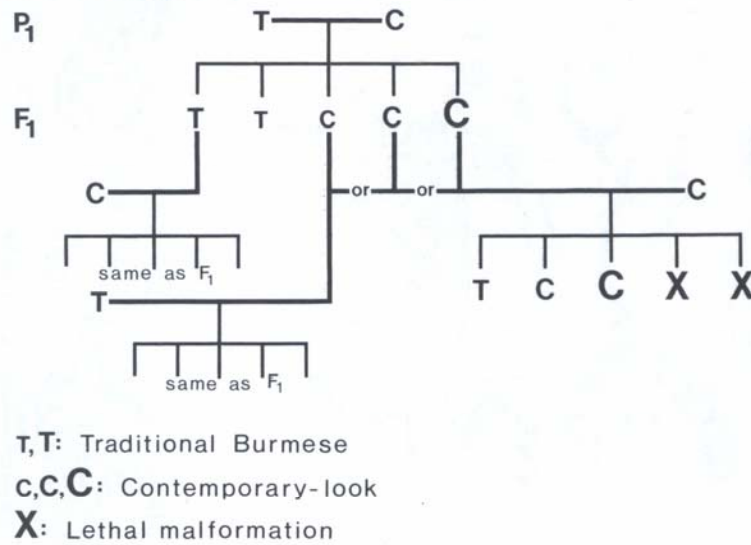 P₁ T C
F₁ T T C C C
C or or C
same as F₁ T C C X X
T
same as F₁
T,T: Traditional Burmese
C,C,C: Contemporary-look
X: Lethal malformation